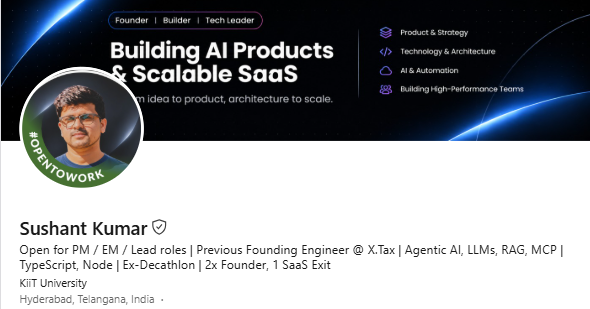 Founder | Builder | Tech Leader
Building AI Products
& Scalable SaaS
idea to product, architecture to scale.
Product & Strategy
Technology & Architecture
AI & Automation
Building High-Performance Teams
#OPENTOWORK
Sushant Kumar
Open for PM / EM / Lead roles | Previous Founding Engineer @ X.Tax | Agentic AI, LLMs, RAG, MCP |
TypeScript, Node | Ex-Decathlon | 2x Founder, 1 SaaS Exit
KiiT University
Hyderabad, Telangana, India ·